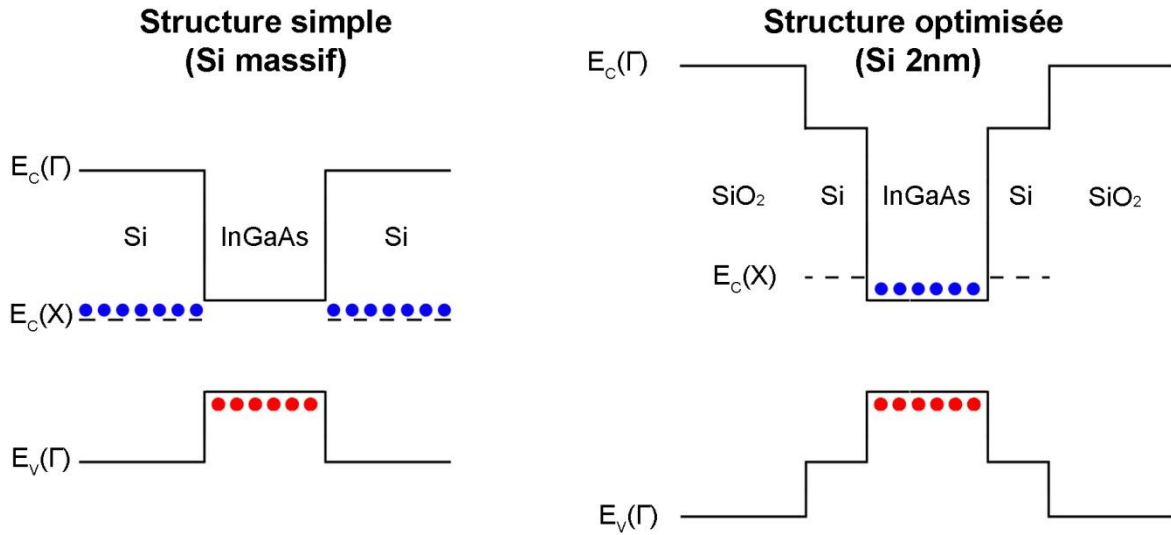 Structure simple
(Si massif)
E_C(Γ)
Si
InGaAs
Si
E_C(X)
E_V(Γ)
Structure optimisée
(Si 2nm)
E_C(Γ)
SiO₂
Si
InGaAs
Si
SiO₂
E_C(X)
E_V(Γ)